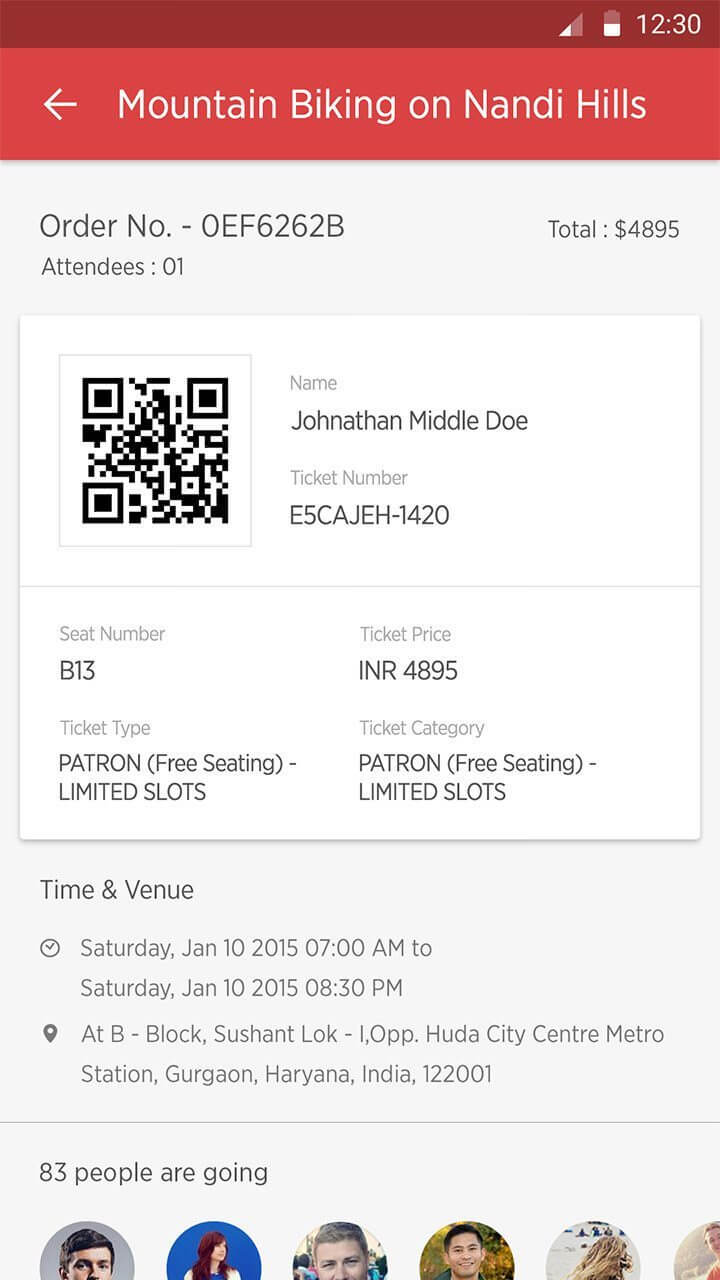 12:30
Mountain Biking on Nandi Hills
Order No. - 0EF6262B
Total : $4895
Attendees : 01
Name
Johnathan Middle Doe
Ticket Number
E5CAJEH-1420
Seat Number
Ticket Price
B13
INR 4895
Ticket Type
Ticket Category
PATRON (Free Seating) -
LIMITED SLOTS
PATRON (Free Seating) -
LIMITED SLOTS
Time & Venue
Saturday, Jan 10 2015 07:00 AM to
Saturday, Jan 10 2015 08:30 PM
At B - Block, Sushant Lok - I,Opp. Huda City Centre Metro
Station, Gurgaon, Haryana, India, 122001
83 people are going